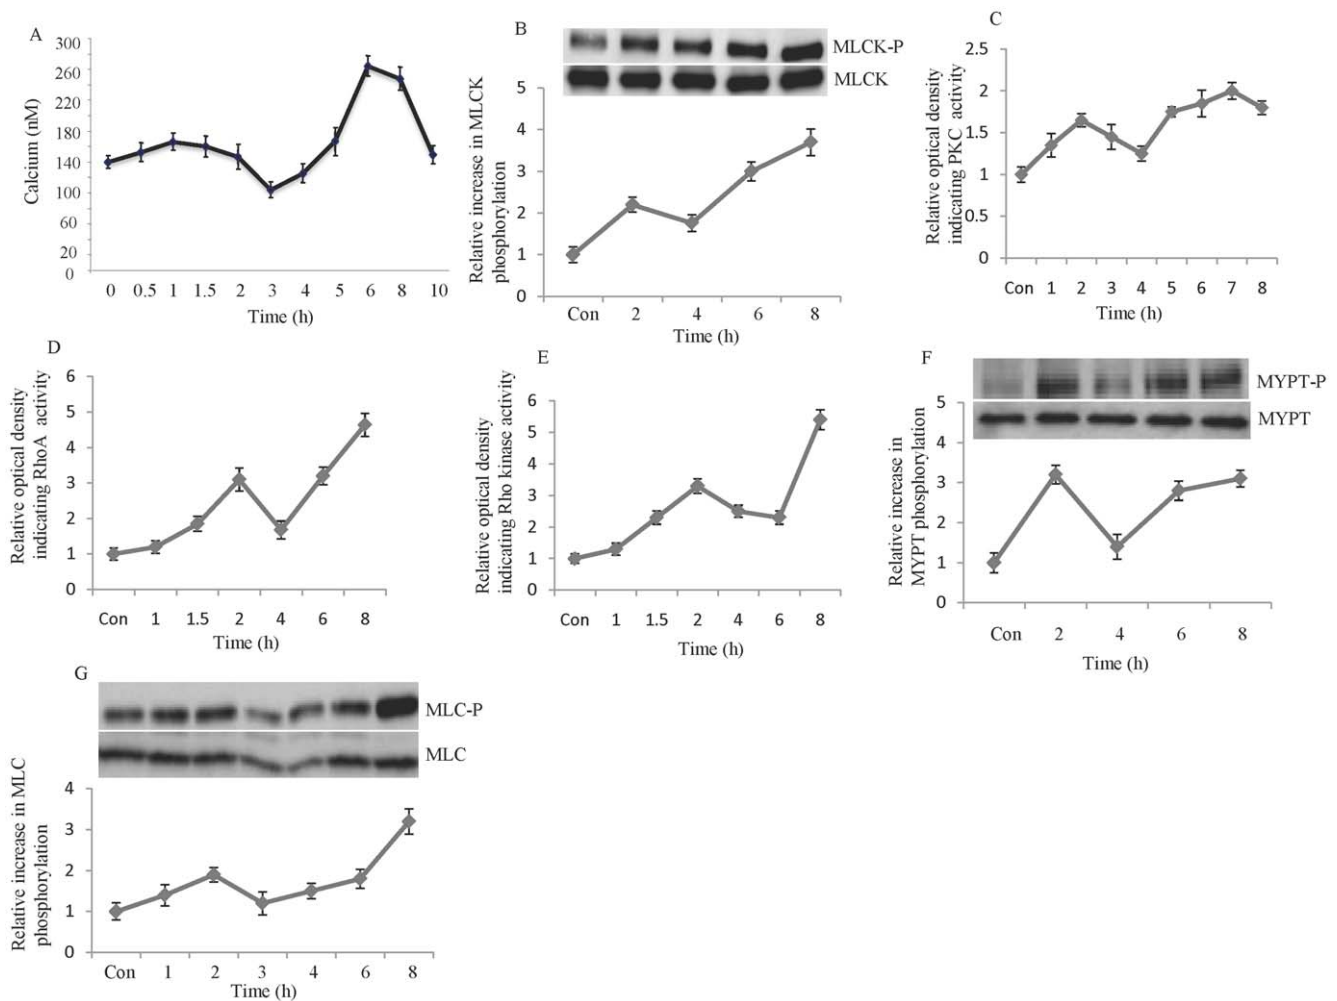 A
Calcium (nM)
300
260
220
180
140
100
60
20
0
0 0.5 1 1.5 2 3 4 5 6 8 10
Time (h)
B
MLCK-P
MLCK
Relative increase in MLCK
phosphorylation
5
4
3
2
1
0
Con 2 4 6 8
Time (h)
C
Relative optical density
indicating PKC activity
2.5
2
1.5
1
0.5
0
Con 1 2 3 4 5 6 7 8
Time (h)
D
Relative optical density
indicating RhoA activity
6
5
4
3
2
1
0
Con 1 1.5 2 4 6 8
Time (h)
E
Relative optical density
indicating Rho kinase activity
6
5
4
3
2
1
0
Con 1 1.5 2 4 6 8
Time (h)
F
MYPT-P
MYPT
Relative increase in
MYPT phosphorylation
5
4
3
2
1
0
Con 2 4 6 8
Time (h)
G
MLC-P
MLC
Relative increase in MLC
phosphorylation
4
3
2
1
0
Con 1 2 3 4 6 8
Time (h)